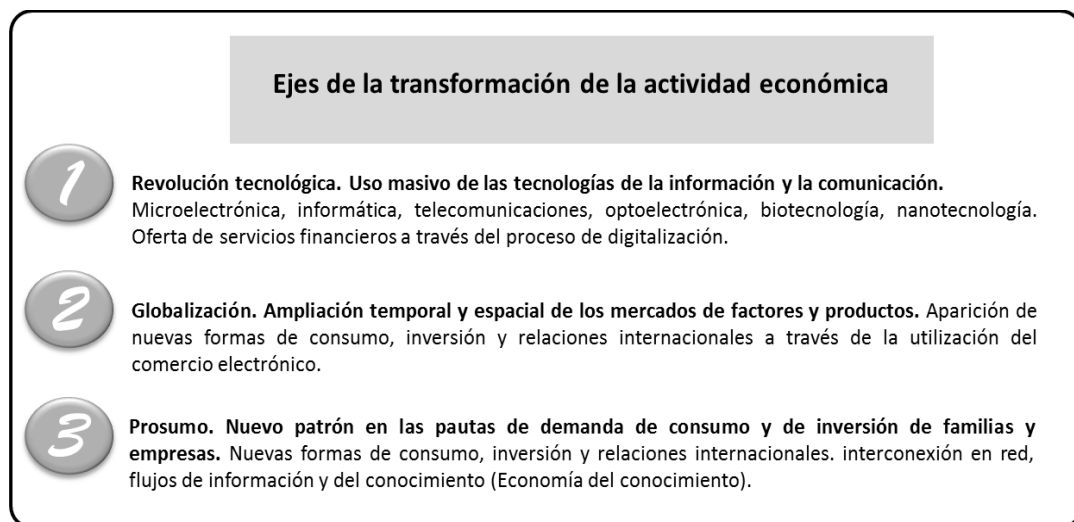 Ejes de la transformación de la actividad económica
1
Revolución tecnológica. Uso masivo de las tecnologías de la información y la comunicación.
Microelectrónica, informática, telecomunicaciones, optoelectrónica, biotecnología, nanotecnología.
Oferta de servicios financieros a través del proceso de digitalización.
2
Globalización. Ampliación temporal y espacial de los mercados de factores y productos. Aparición de
nuevas formas de consumo, inversión y relaciones internacionales a través de la utilización del
comercio electrónico.
3
Prosumo. Nuevo patrón en las pautas de demanda de consumo y de inversión de familias y
empresas. Nuevas formas de consumo, inversión y relaciones internacionales. interconexión en red,
flujos de información y del conocimiento (Economía del conocimiento).